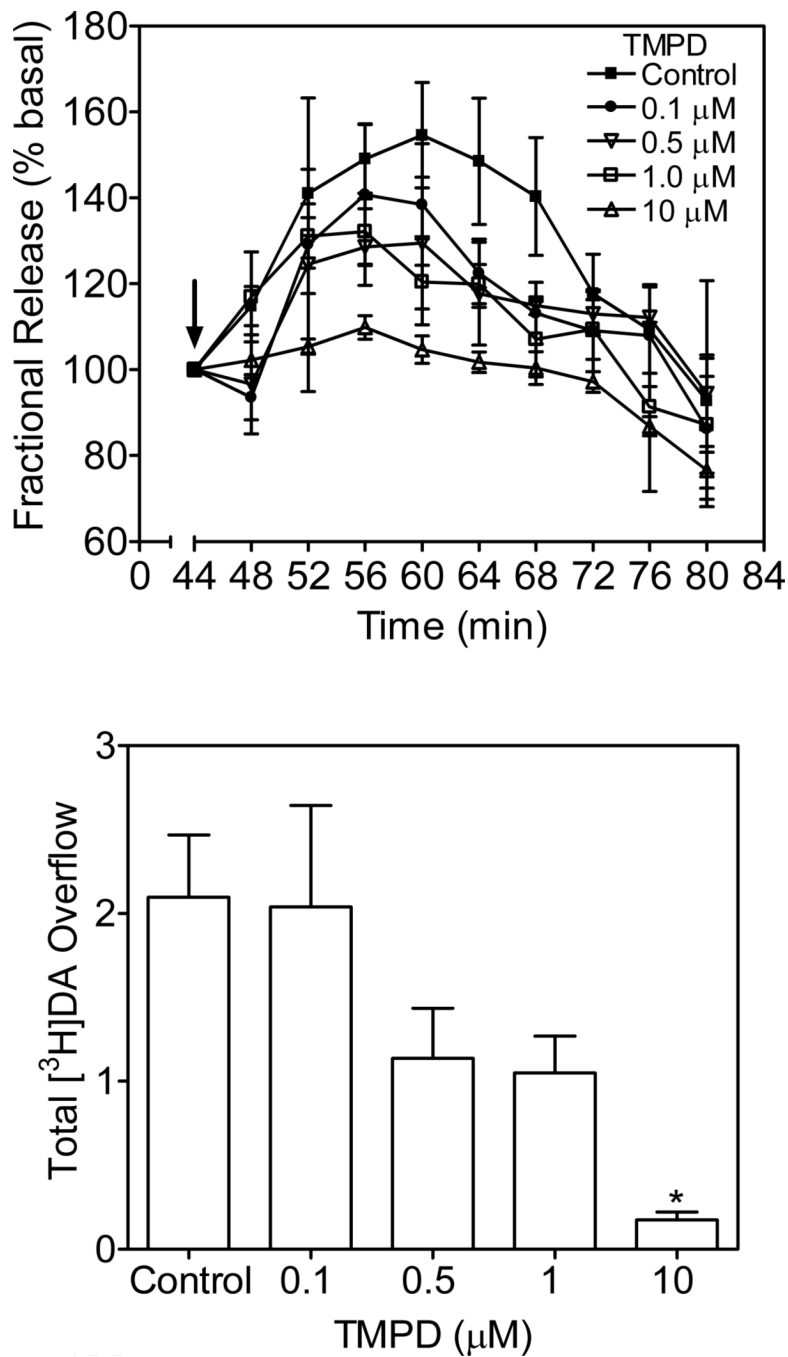 Fractional Release (% basal)
180
160
140
120
100
80
60
TMPD
Control
0.1 μM
0.5 μM
1.0 μM
10 μM
0 44 48 52 56 60 64 68 72 76 80 84
Time (min)
Total [³H]DA Overflow
3
2
1
0
*
Control 0.1 0.5 1 10
TMPD (μM)